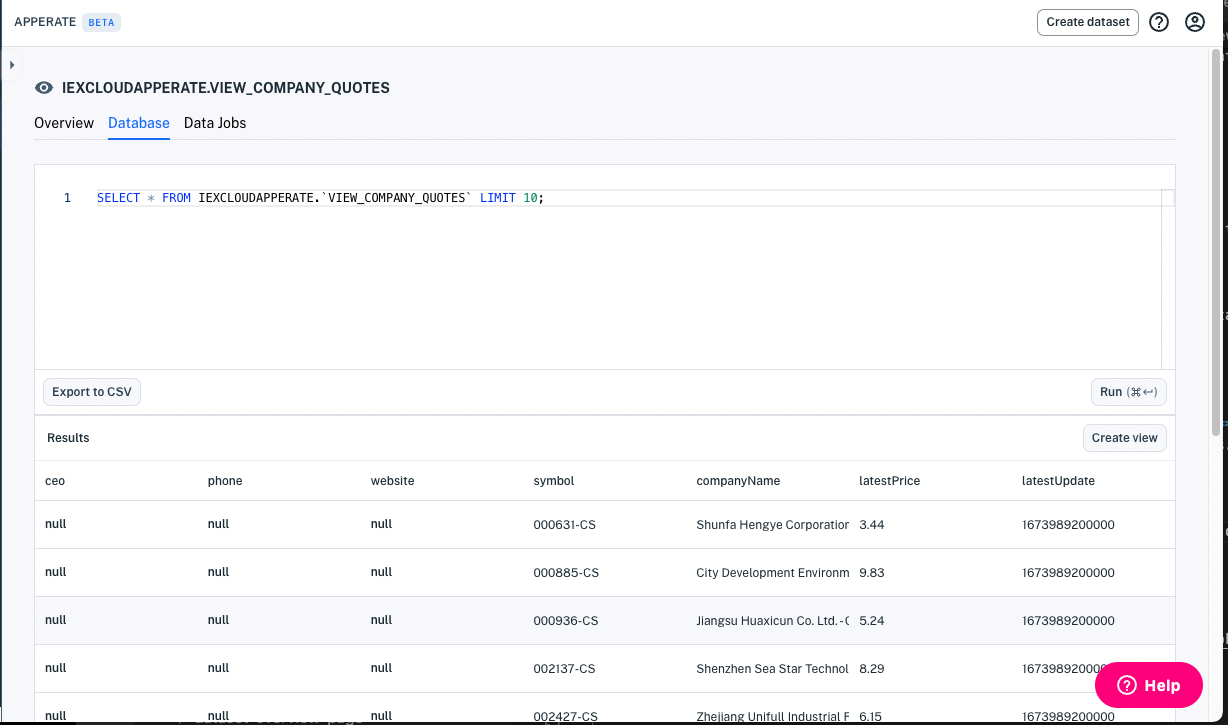 APPERATE BETA Create dataset
IEXCLOUDAPPERATE.VIEW_COMPANY_QUOTES
Overview Database Data Jobs
1 SELECT * FROM IEXCLOUDAPPERATE.`VIEW_COMPANY_QUOTES` LIMIT 10;
Export to CSV Run (⌘↩)
Results Create view
ceo phone website symbol companyName latestPrice latestUpdate
null null null 000631-CS Shunfa Hengye Corporation 3.44 1673989200000
null null null 000885-CS City Development Environm 9.83 1673989200000
null null null 000936-CS Jiangsu Huaxicun Co. Ltd. - 5.24 1673989200000
null null null 002137-CS Shenzhen Sea Star Technol 8.29 1673989200000
null null null 002427-CS Zhejiang Unifull Industrial F 6.15 1673989200000
Help